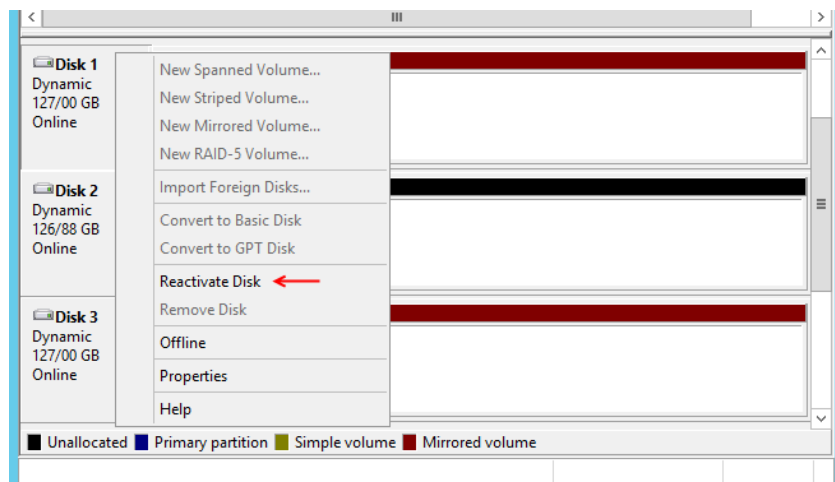 Disk 1
Dynamic
127/00 GB
Online
New Spanned Volume...
New Striped Volume...
New Mirrored Volume...
New RAID-5 Volume...
Import Foreign Disks...
Convert to Basic Disk
Convert to GPT Disk
Reactivate Disk
Remove Disk
Offline
Properties
Help
Disk 2
Dynamic
126/88 GB
Online
Disk 3
Dynamic
127/00 GB
Online
Unallocated Primary partition Simple volume Mirrored volume